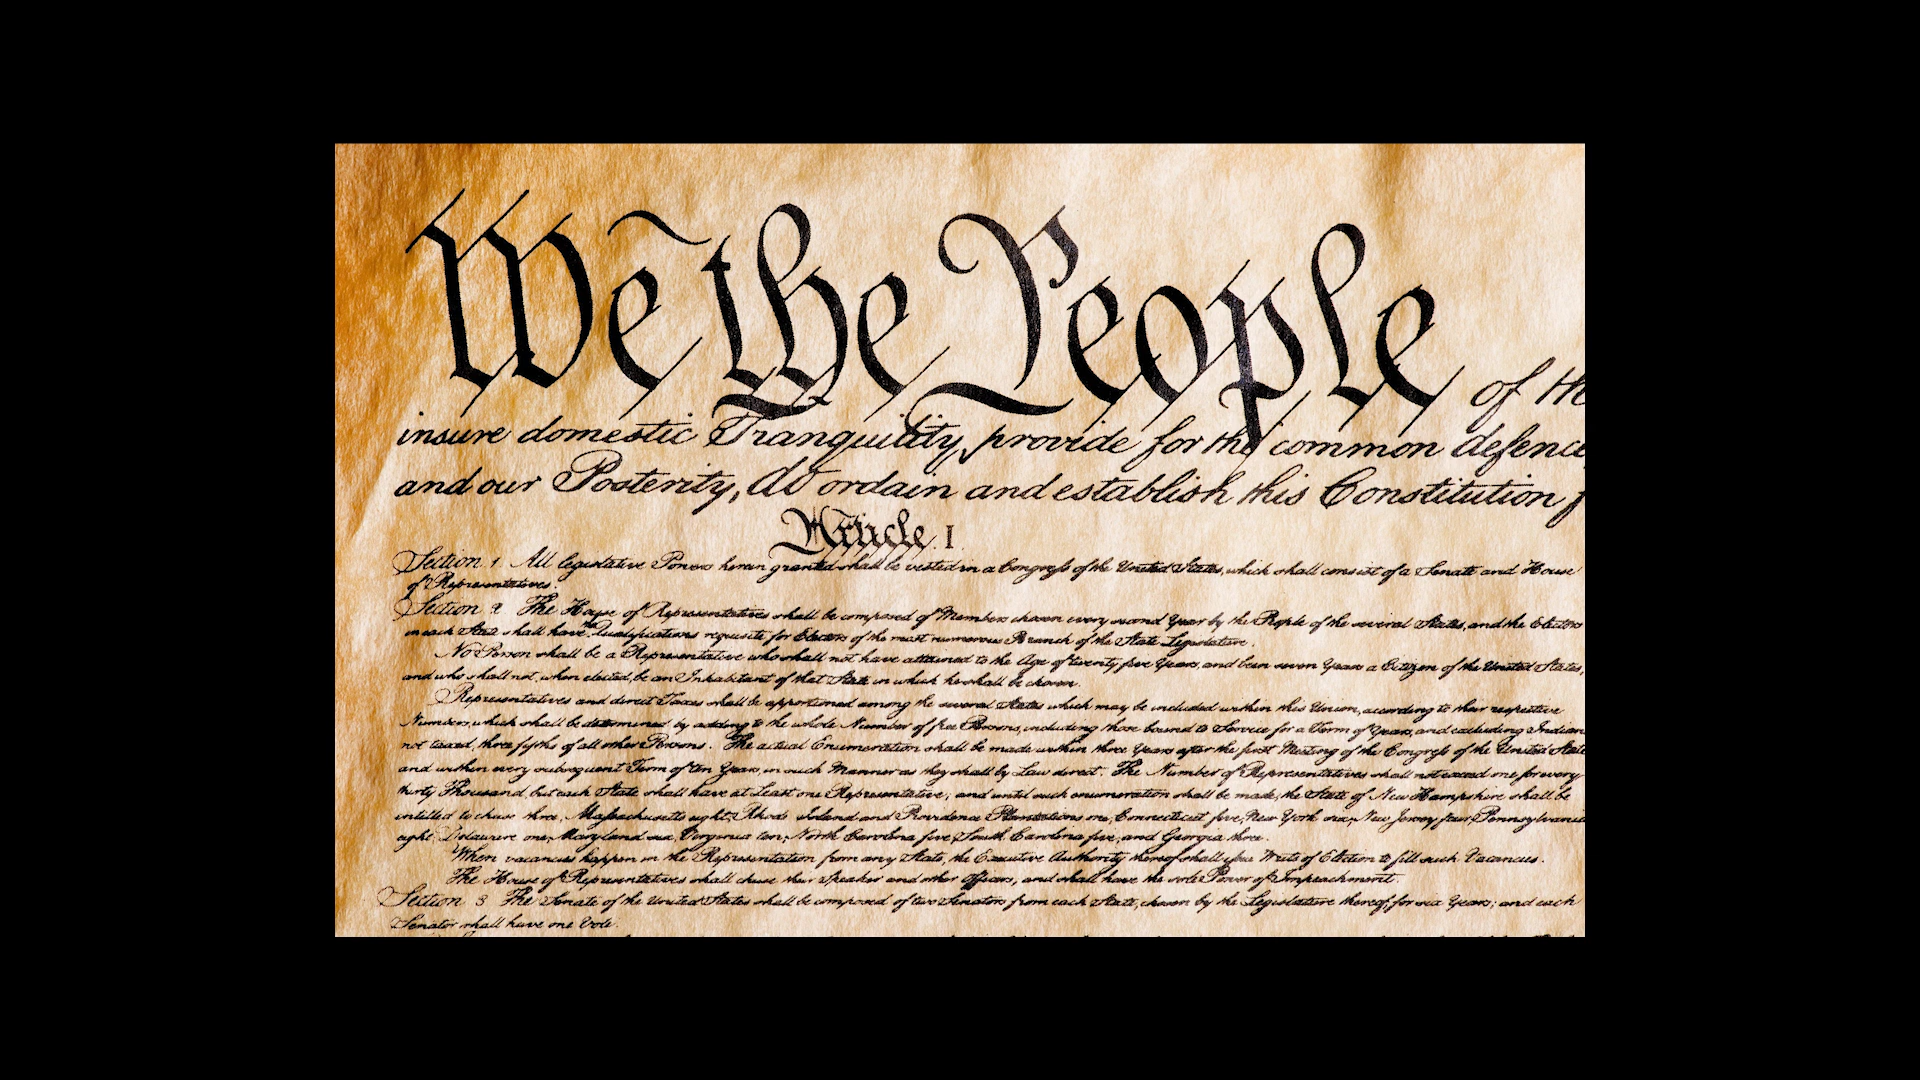 We the People of th
insure domestic Tranquility, provide for the common defence
and our Posterity, do ordain and establish this Constitution f
Article. I
Section 1. All legislative Powers herein granted shall be vested in a Congress of the United States, which shall consist of a Senate and House
of Representatives.
Section 2 The House of Representatives shall be composed of Members chosen every second Year by the People of the several States, and the Electors
in each State shall have the Qualifications requisite for Electors of the most numerous Branch of the State Legislature.
No Person shall be a Representative who shall not have attained to the Age of twenty five Years, and been seven Years a Citizen of the United States,
and who shall not, when elected, be an Inhabitant of that State in which he shall be chosen.
Representatives and direct Taxes shall be apportioned among the several States which may be included within this Union, according to their respective
Numbers, which shall be determined by adding to the whole Number of free Persons, including those bound to Service for a Term of Years, and excluding Indians
not taxed, three fifths of all other Persons. The actual Enumeration shall be made within three Years after the first Meeting of the Congress of the United State
and within every subsequent Term of ten Years, in such Manner as they shall by Law direct. The Number of Representatives shall not exceed one for every
thirty Thousand, but each State shall have at Least one Representative; and until such enumeration shall be made, the State of New Hampshire shall be
entitled to chuse three, Massachusetts eight, Rhode Island and Providence Plantations one, Connecticut five, New York six, New Jersey four, Pennsylvania
eight, Delaware one, Maryland six, Virginia ten, North Carolina five, South Carolina five, and Georgia three.
When vacancies happen in the Representation from any State, the Executive Authority thereof shall issue Writs of Election to fill such Vacancies.
The House of Representatives shall chuse their Speaker and other Officers, and shall have the sole Power of Impeachment.
Section 3 The Senate of the United States shall be composed of two Senators from each State, chosen by the Legislature thereof, for six Years; and each
Senator shall have one Vote.